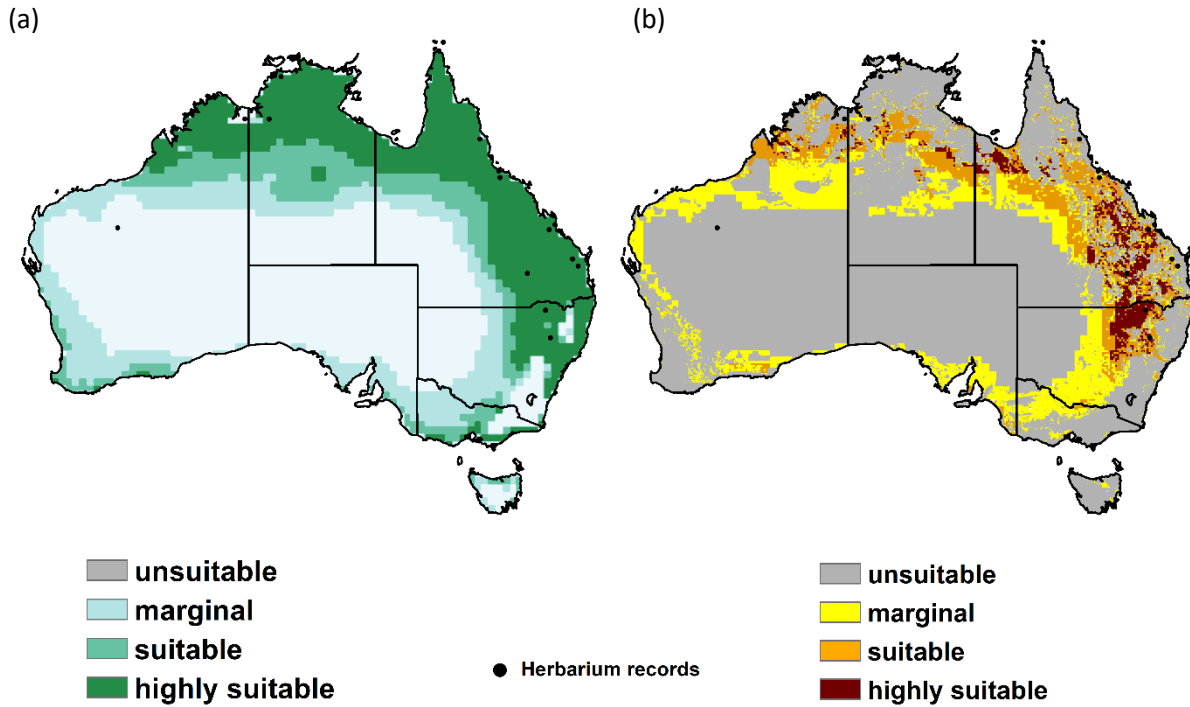 (a)
(b)
unsuitable
marginal
suitable
highly suitable
Herbarium records
unsuitable
marginal
suitable
highly suitable